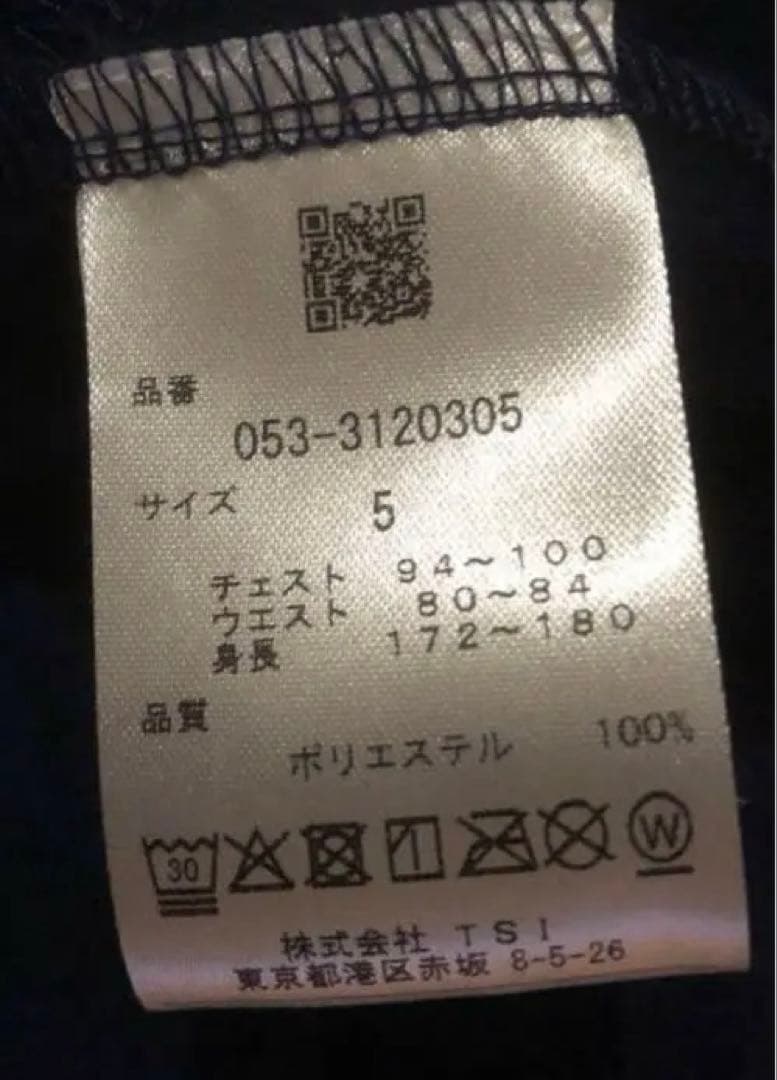 品番
053-3120305
サイズ 5
チェスト 94~100
ウエスト 80~84
身長 172~180
品質
ポリエステル 100%
30 W
株式会社 TSI
東京都港区赤坂 8-5-26